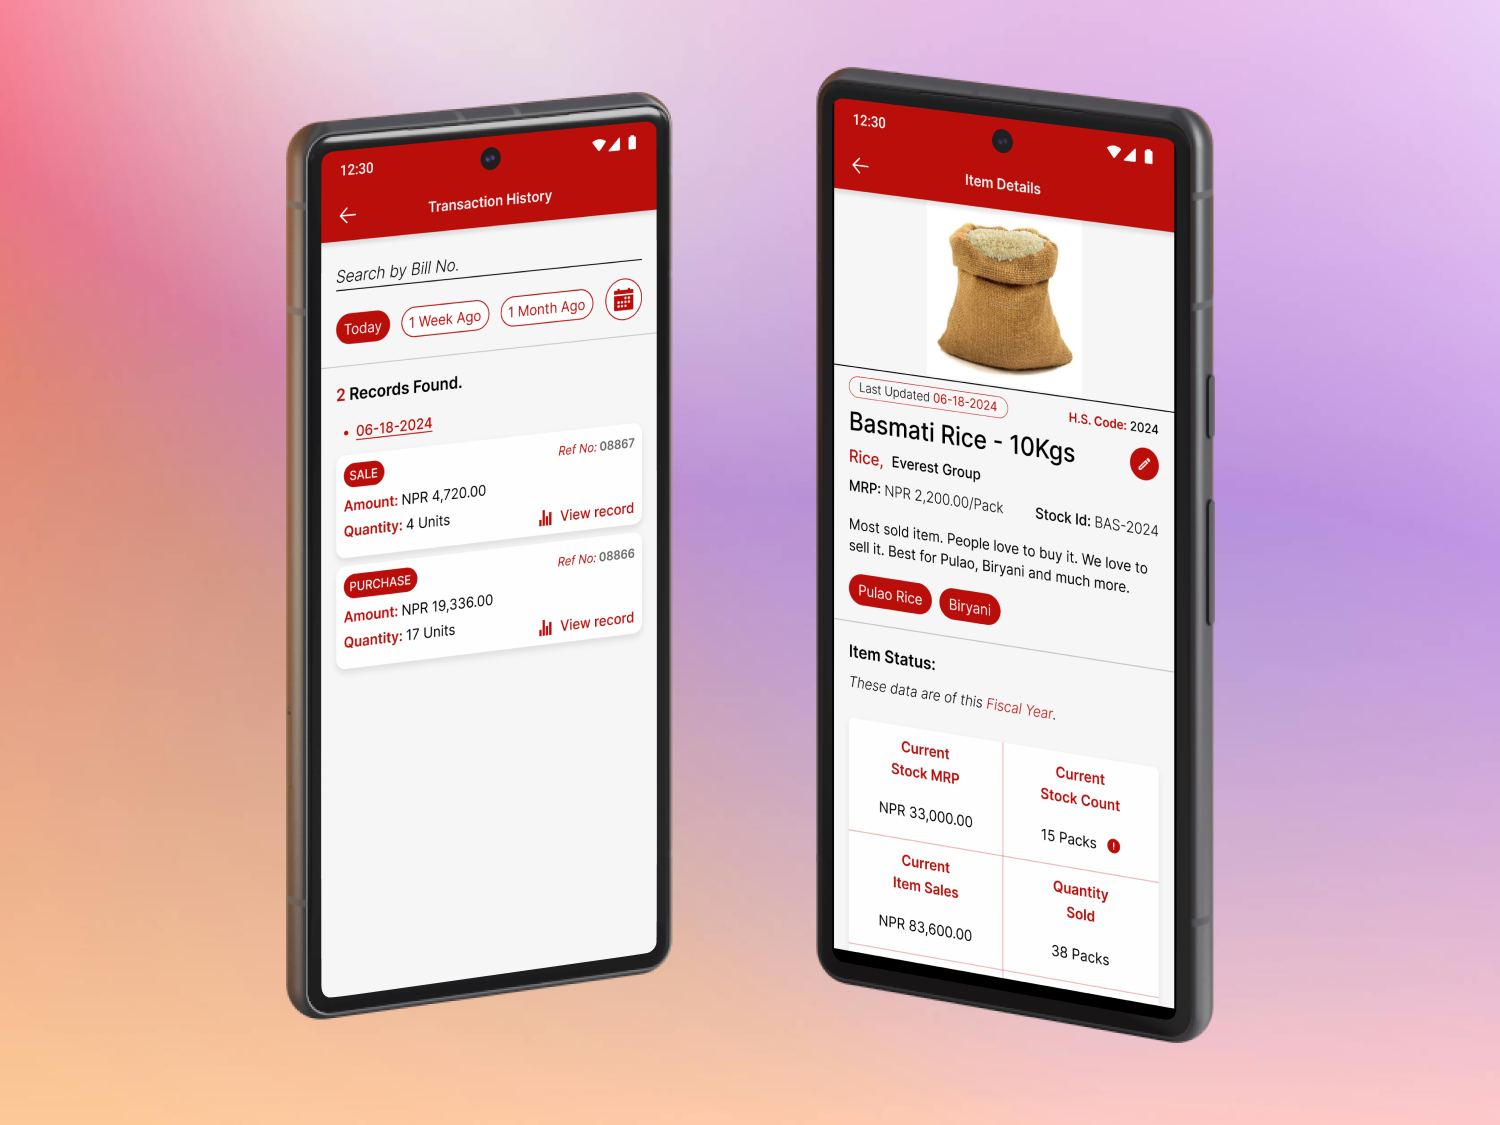 12:30
Transaction History
Search by Bill No.
Today
1 Week Ago
1 Month Ago
2 Records Found.
• 06-18-2024
Ref No: 08867
SALE
Amount: NPR 4,720.00
Quantity: 4 Units
View record
Ref No: 08866
PURCHASE
Amount: NPR 19,336.00
Quantity: 17 Units
View record
12:30
Item Details
Last Updated 06-18-2024
H.S. Code: 2024
Basmati Rice - 10Kgs
Rice, Everest Group
MRP: NPR 2,200.00/Pack
Stock Id: BAS-2024
Most sold item. People love to buy it. We love to
sell it. Best for Pulao, Biryani and much more.
Pulao Rice
Biryani
Item Status:
These data are of this Fiscal Year.
Current
Stock MRP
NPR 33,000.00
Current
Stock Count
15 Packs
Current
Item Sales
NPR 83,600.00
Quantity
Sold
38 Packs